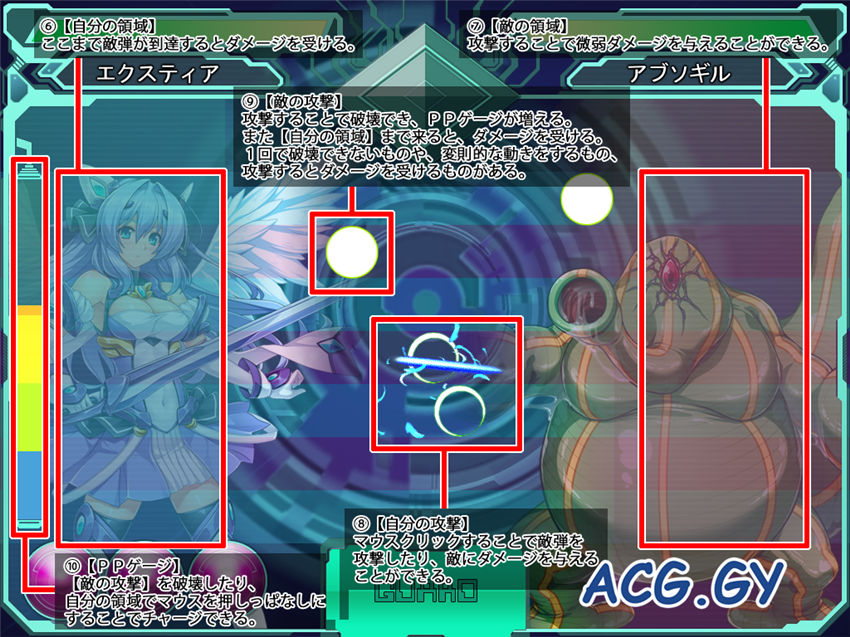 ⑥【自分の領域】
ここまで敵弾が到達するとダメージを受ける。
⑦【敵の領域】
攻撃することで微弱ダメージを与えることができる。
エクスティア
アブソギル
⑨【敵の攻撃】
攻撃することで破壊でき、ＰＰゲージが増える。
また【自分の領域】まで来ると、ダメージを受ける。
１回で破壊できないものや、変則的な動きをするもの、
攻撃するとダメージを受けるものがある。
⑧【自分の攻撃】
マウスクリックすることで敵弾を
攻撃したり、敵にダメージを与える
ことができる。
⑩【ＰＰゲージ】
【敵の攻撃】を破壊したり、
自分の領域でマウスを押しっぱなしに
することでチャージできる。
GUARD
ACG.GY